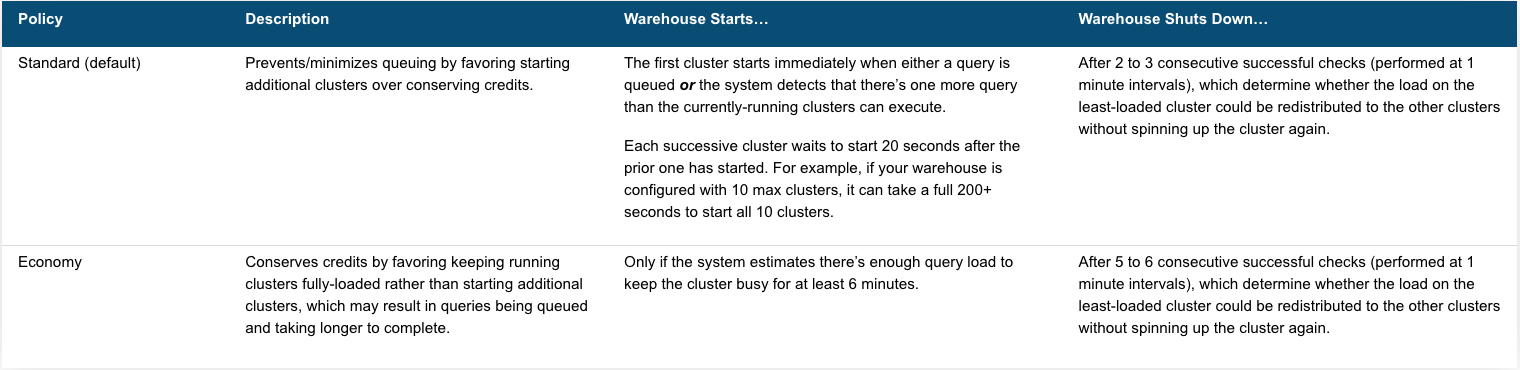 Policy
Description
Warehouse Starts…
Warehouse Shuts Down…
Standard (default)
Prevents/minimizes queuing by favoring starting
additional clusters over conserving credits.
The first cluster starts immediately when either a query is
queued or the system detects that there’s one more query
than the currently-running clusters can execute.
Each successive cluster waits to start 20 seconds after the
prior one has started. For example, if your warehouse is
configured with 10 max clusters, it can take a full 200+
seconds to start all 10 clusters.
After 2 to 3 consecutive successful checks (performed at 1
minute intervals), which determine whether the load on the
least-loaded cluster could be redistributed to the other clusters
without spinning up the cluster again.
Economy
Conserves credits by favoring keeping running
clusters fully-loaded rather than starting additional
clusters, which may result in queries being queued
and taking longer to complete.
Only if the system estimates there’s enough query load to
keep the cluster busy for at least 6 minutes.
After 5 to 6 consecutive successful checks (performed at 1
minute intervals), which determine whether the load on the
least-loaded cluster could be redistributed to the other clusters
without spinning up the cluster again.